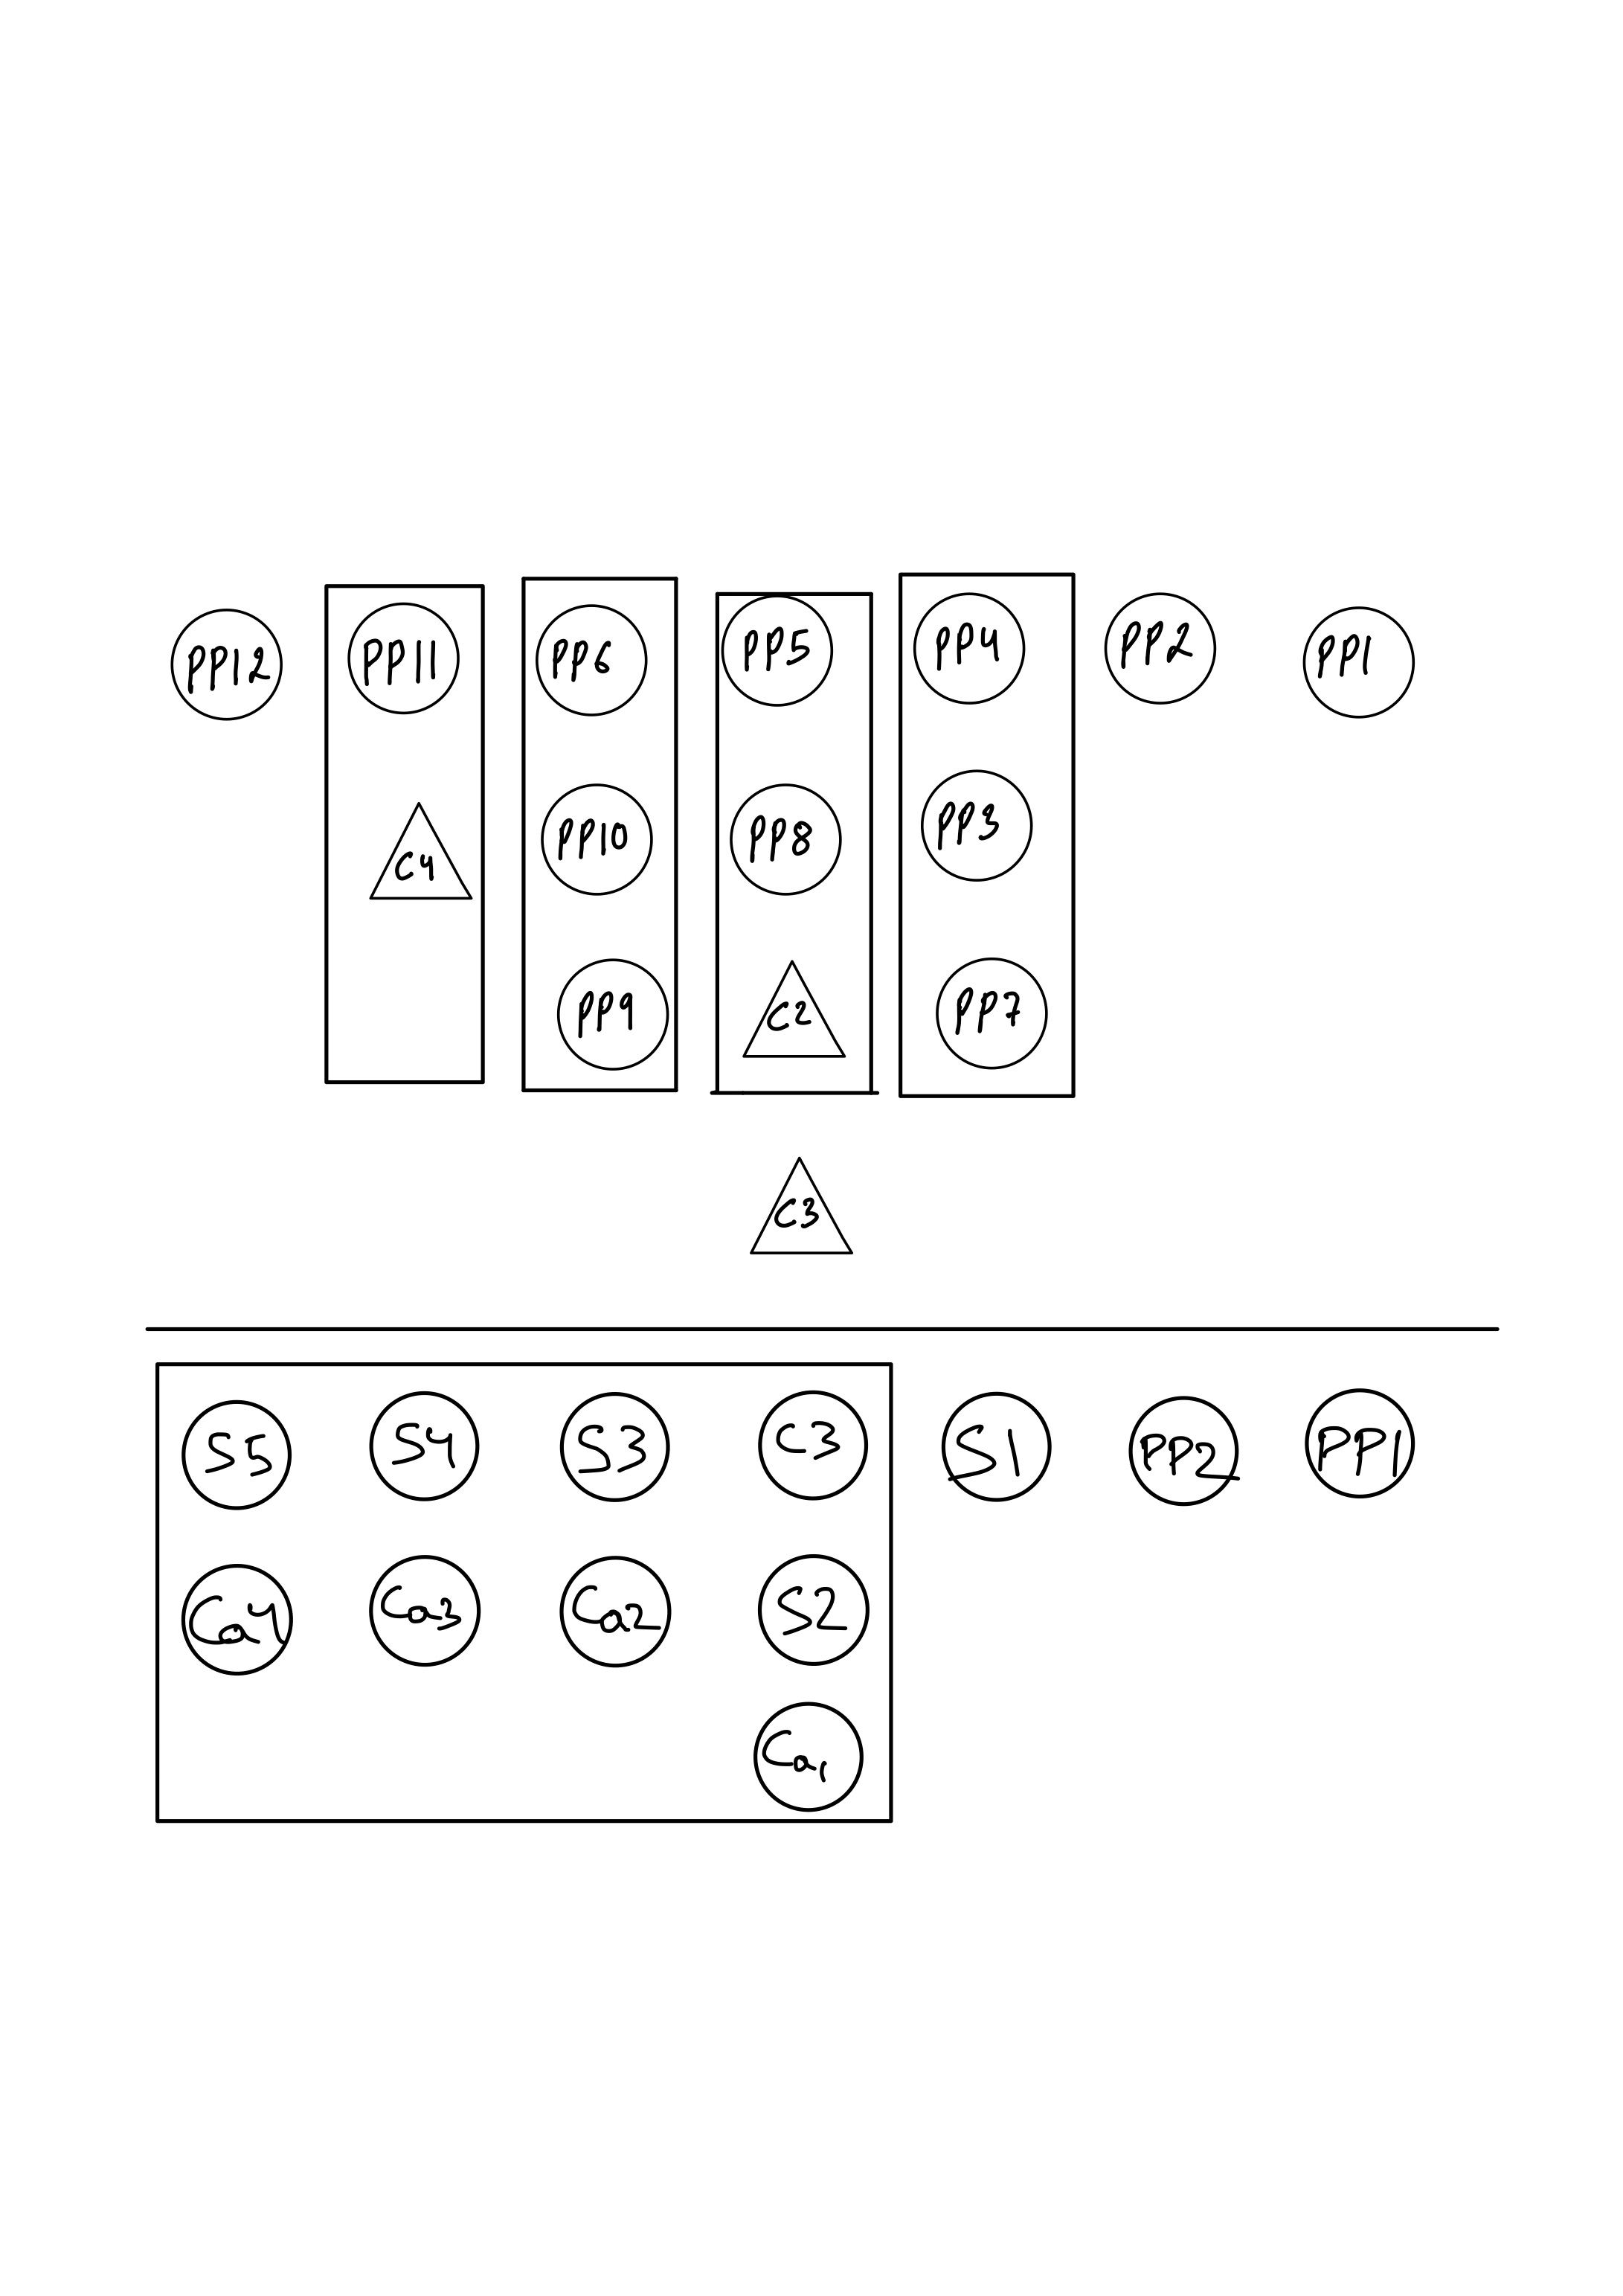 PP12 PP11 PP6 PP5 PP4 PP2 PP1
C4 PP10 PP8 PP3
PP9 C2 PP7
C3
S5 S4 S3 C3 S1 PP2 PP1
Ca4 Ca3 Ca2 S2
Ca1